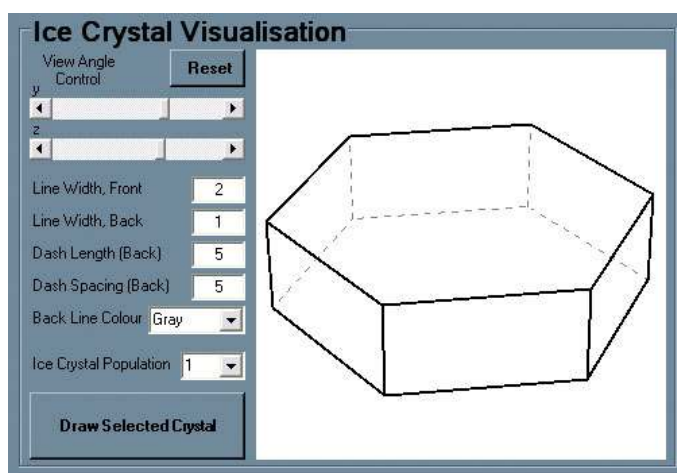 Ice Crystal Visualisation
View Angle
Control
Reset
y
z
Line Width, Front 2
Line Width, Back 1
Dash Length (Back) 5
Dash Spacing (Back) 5
Back Line Colour Gray
Ice Crystal Population 1
Draw Selected Crystal